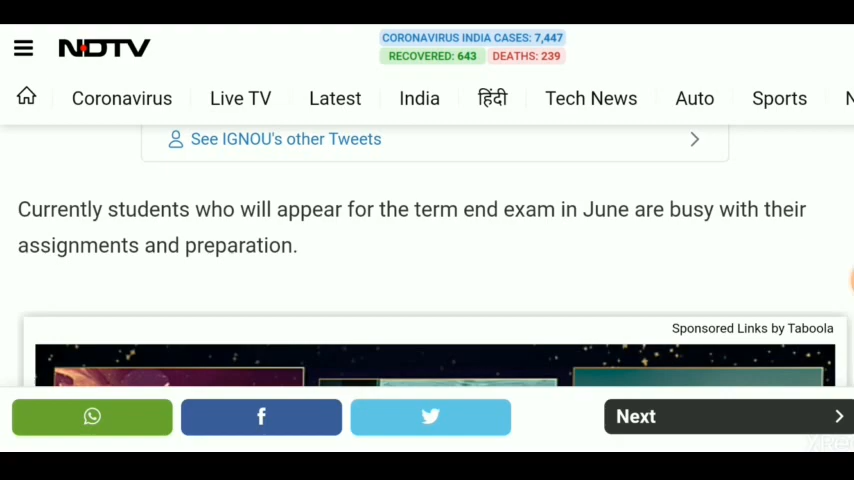 NDTV
CORONAVIRUS INDIA CASES: 7,447
RECOVERED: 643 DEATHS: 239
Coronavirus Live TV Latest India हिंदी Tech News Auto Sports N
See IGNOU's other Tweets
Currently students who will appear for the term end exam in June are busy with their
assignments and preparation.
Sponsored Links by Taboola
Next